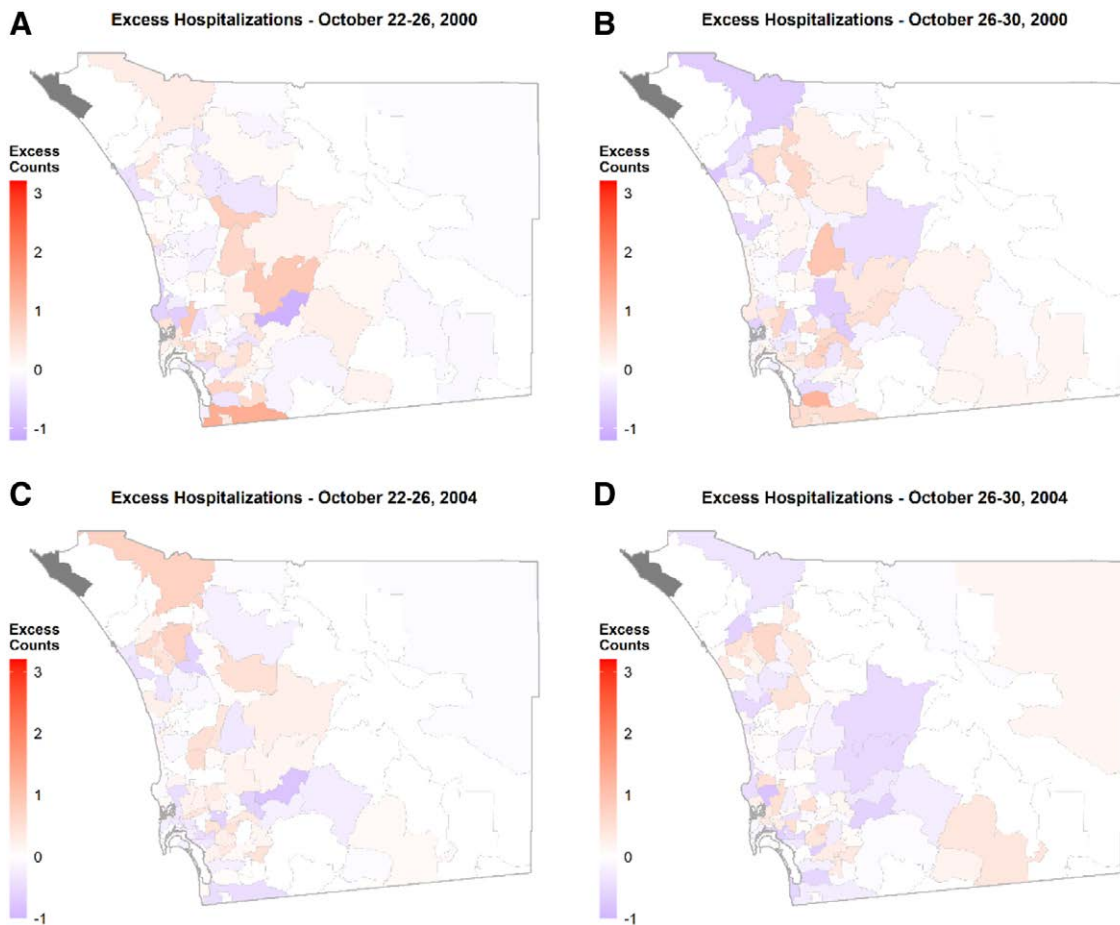 A
Excess Hospitalizations - October 22-26, 2000
Excess
Counts
3
2
1
0
-1
B
Excess Hospitalizations - October 26-30, 2000
Excess
Counts
3
2
1
0
-1
C
Excess Hospitalizations - October 22-26, 2004
Excess
Counts
3
2
1
0
-1
D
Excess Hospitalizations - October 26-30, 2004
Excess
Counts
3
2
1
0
-1